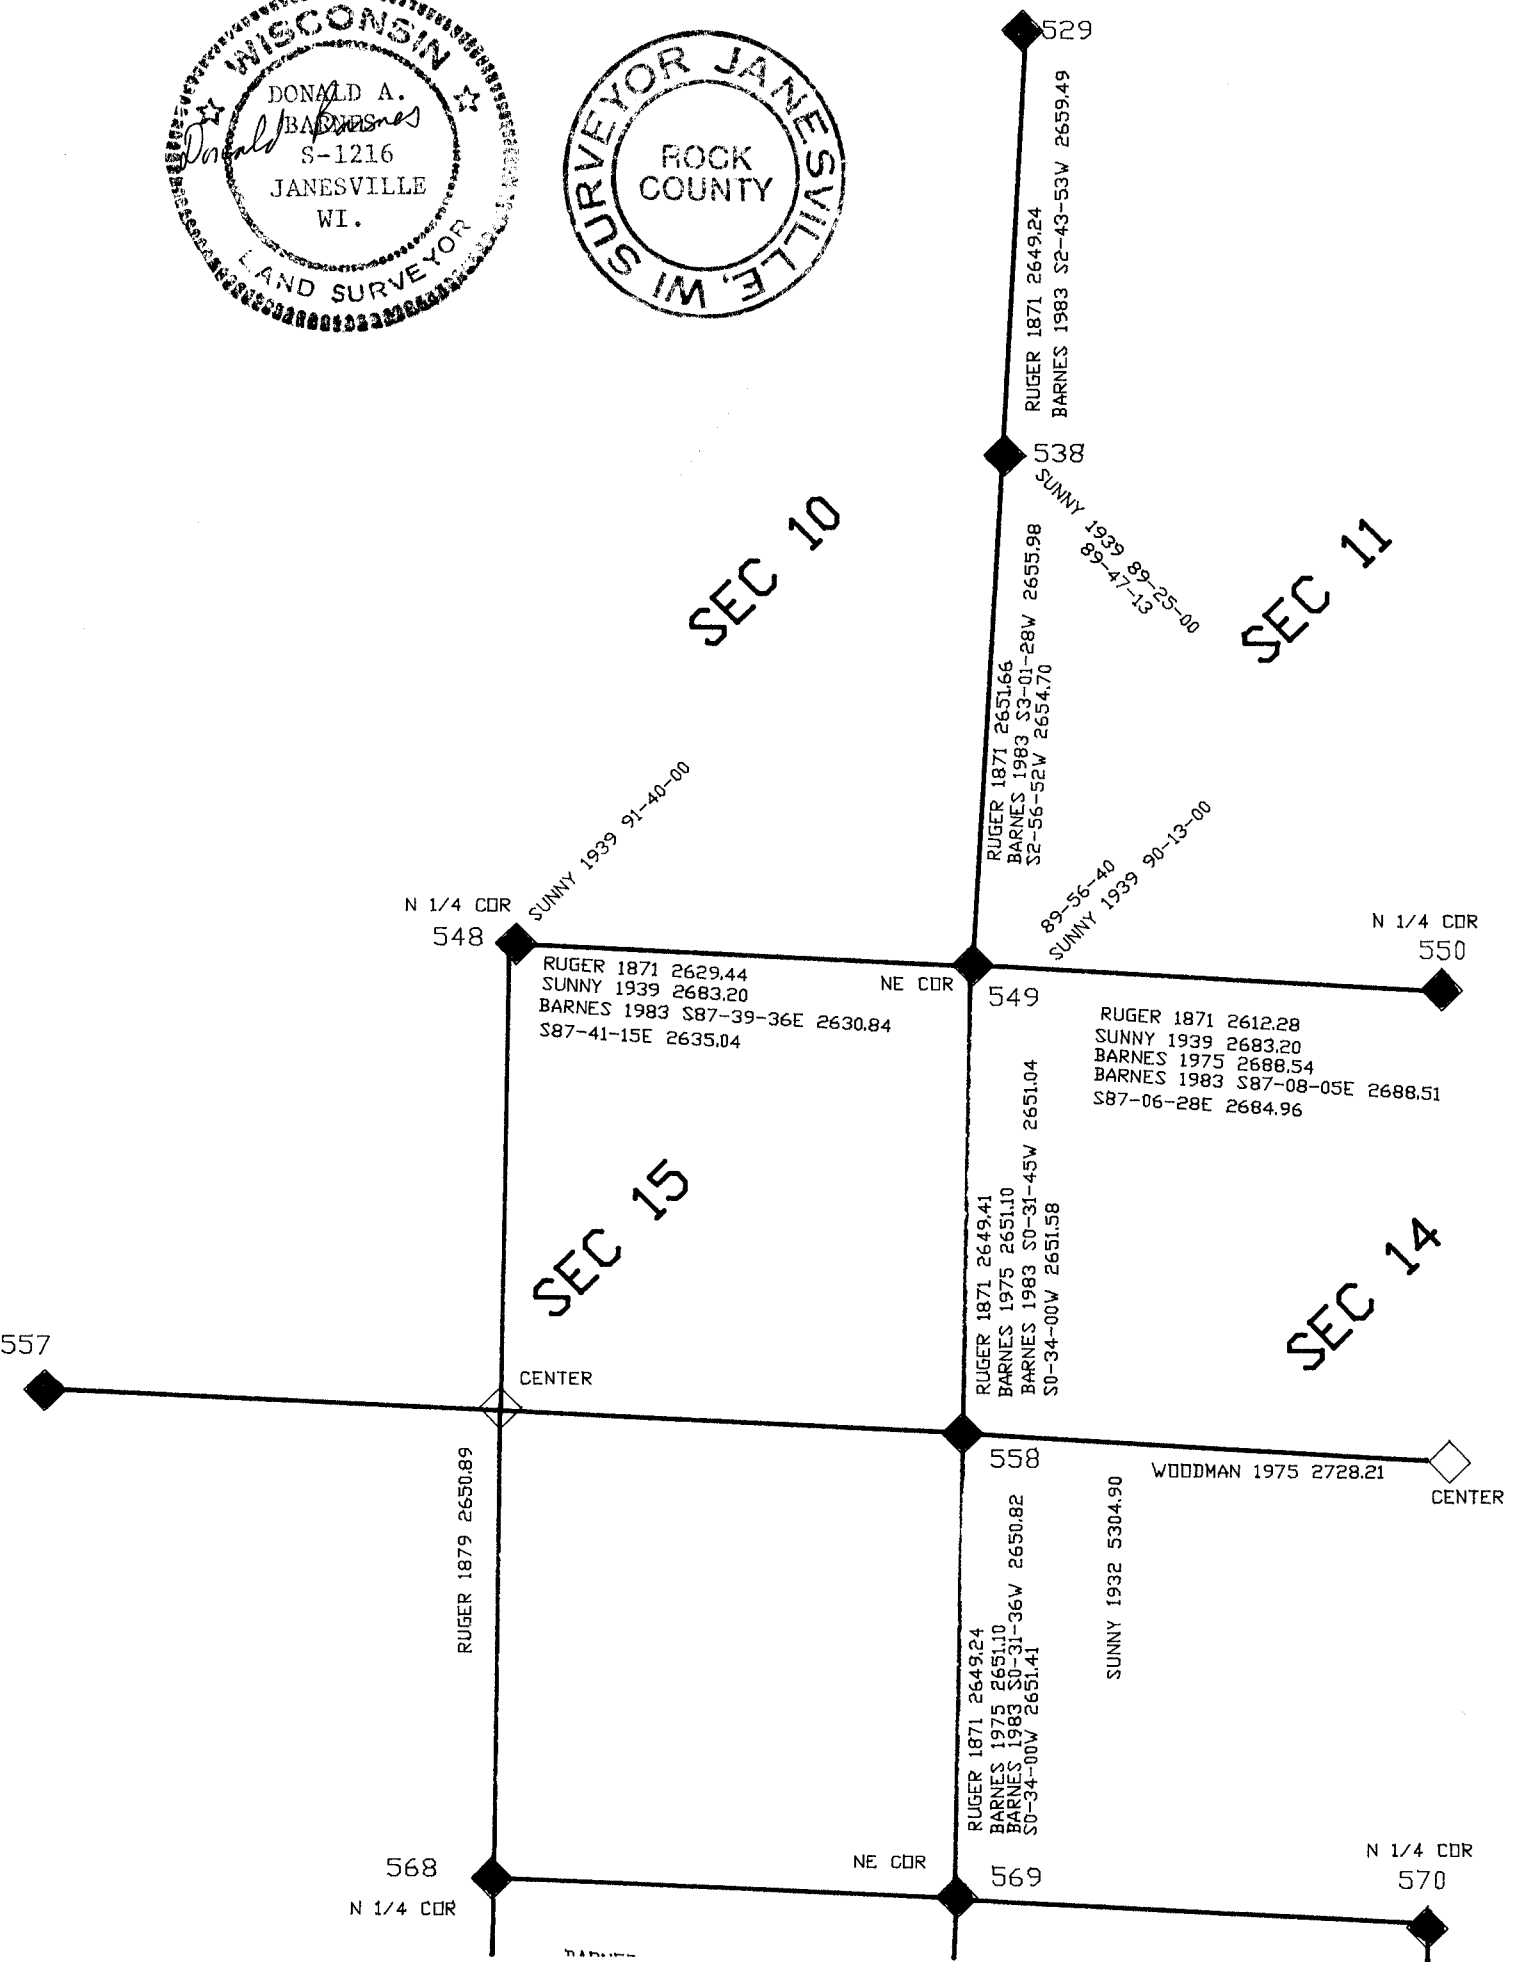 WISCONSIN
DONALD A.
BARNES
S-1216
JANESVILLE
WI.
LAND SURVEYOR
Donald Barnes
SURVEYOR JANESVILLE, WI
ROCK
COUNTY
529
RUGER 1871 2649.24
BARNES 1983 S2-43-53W 2659.49
538
SUNNY 1939 89-25-00
89-47-13
SEC 10
SEC 11
RUGER 1871 2651.66
BARNES 1983 S3-01-28W 2655.98
S2-56-52W 2654.70
SUNNY 1939 91-40-00
89-56-40
SUNNY 1939 90-13-00
N 1/4 COR
548
RUGER 1871 2629.44
SUNNY 1939 2683.20
BARNES 1983 S87-39-36E 2630.84
S87-41-15E 2635.04
NE COR
549
N 1/4 COR
550
RUGER 1871 2612.28
SUNNY 1939 2683.20
BARNES 1975 2688.54
BARNES 1983 S87-08-05E 2688.51
S87-06-28E 2684.96
SEC 15
RUGER 1871 2649.41
BARNES 1975 2651.10
BARNES 1983 S0-31-45W 2651.04
S0-34-00W 2651.58
SEC 14
557
CENTER
558
WOODMAN 1975 2728.21
CENTER
RUGER 1879 2650.89
RUGER 1871 2649.24
BARNES 1975 2651.10
BARNES 1983 S0-31-36W 2650.82
S0-34-00W 2651.41
SUNNY 1932 5304.90
568
N 1/4 COR
NE COR
569
N 1/4 COR
570